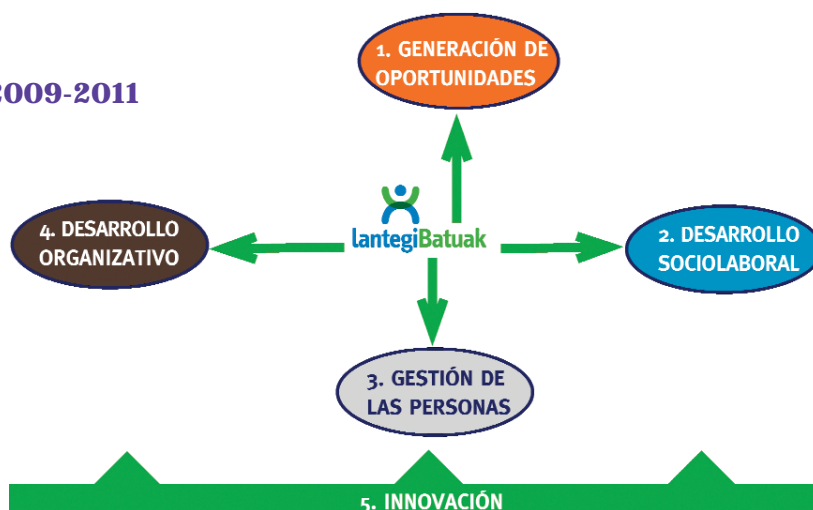 2009-2011
1. GENERACIÓN DE
OPORTUNIDADES
lantegiBatuak
4. DESARROLLO
ORGANIZATIVO
2. DESARROLLO
SOCIOLABORAL
3. GESTIÓN DE
LAS PERSONAS
5. INNOVACIÓN